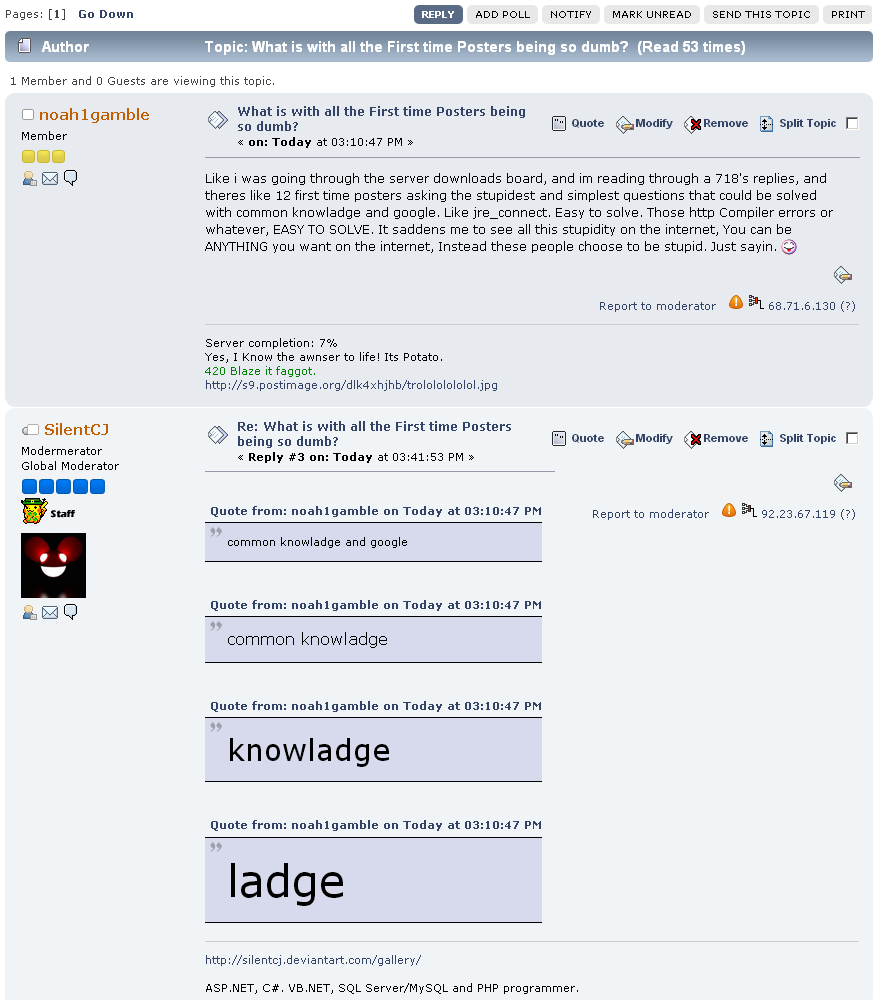 Pages: [1] Go Down
REPLY ADD POLL NOTIFY MARK UNREAD SEND THIS TOPIC PRINT
Author Topic: What is with all the First time Posters being so dumb? (Read 53 times)
1 Member and 0 Guests are viewing this topic.
noah1gamble
Member
What is with all the First time Posters being
so dumb?
« on: Today at 03:10:47 PM »
Quote Modify Remove Split Topic
Like i was going through the server downloads board, and im reading through a 718's replies, and
theres like 12 first time posters asking the stupidest and simplest questions that could be solved
with common knowladge and google. Like jre_connect. Easy to solve. Those http Compiler errors or
whatever, EASY TO SOLVE. It saddens me to see all this stupidity on the internet, You can be
ANYTHING you want on the internet, Instead these people choose to be stupid. Just sayin.
Report to moderator 68.71.6.130 (?)
Server completion: 7%
Yes, I Know the awnser to life! Its Potato.
420 Blaze it faggot.
http://s9.postimage.org/dlk4xhjhb/trolololololol.jpg
SilentCJ
Modermerator
Global Moderator
Staff
Re: What is with all the First time Posters
being so dumb?
« Reply #3 on: Today at 03:41:53 PM »
Quote Modify Remove Split Topic
Report to moderator 92.23.67.119 (?)
Quote from: noah1gamble on Today at 03:10:47 PM
common knowladge and google
Quote from: noah1gamble on Today at 03:10:47 PM
common knowladge
Quote from: noah1gamble on Today at 03:10:47 PM
knowladge
Quote from: noah1gamble on Today at 03:10:47 PM
ladge
http://silentcj.deviantart.com/gallery/
ASP.NET, C#. VB.NET, SQL Server/MySQL and PHP programmer.